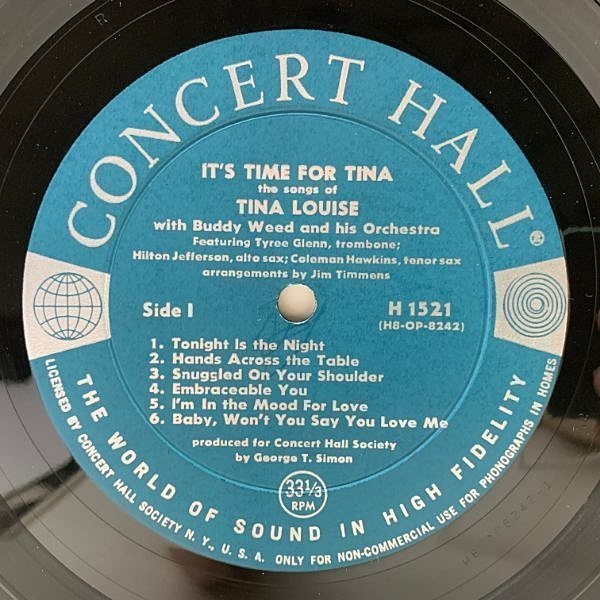 CONCERT HALL®
IT'S TIME FOR TINA
the songs of
TINA LOUISE
with Buddy Weed and his Orchestra
Featuring Tyree Glenn, trombone;
Hilton Jefferson, alto sax; Coleman Hawkins, tenor sax
arrangements by Jim Timmens
Side 1
H 1521
(H8-OP-8242)
1. Tonight Is the Night
2. Hands Across the Table
3. Snuggled On Your Shoulder
4. Embraceable You
5. I'm In the Mood For Love
6. Baby, Won't You Say You Love Me
produced for Concert Hall Society
by George T. Simon
33 1/3
RPM
THE WORLD OF SOUND IN HIGH FIDELITY
LICENSED BY CONCERT HALL SOCIETY N. Y., U. S. A. ONLY FOR NON-COMMERCIAL USE FOR PHONOGRAPHS IN HOMES